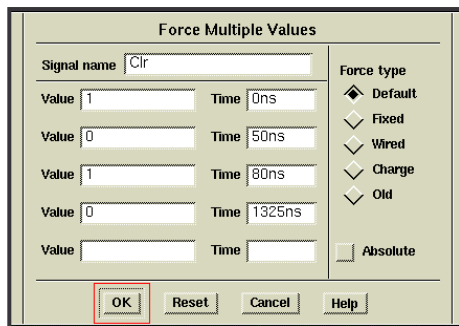 Force Multiple Values
Signal name Clr
Force type
Value 1 Time 0ns
Default
Fixed
Value 0 Time 50ns
Wired
Value 1 Time 80ns
Charge
Old
Value 0 Time 1325ns
Value Time
Absolute
OK Reset Cancel Help